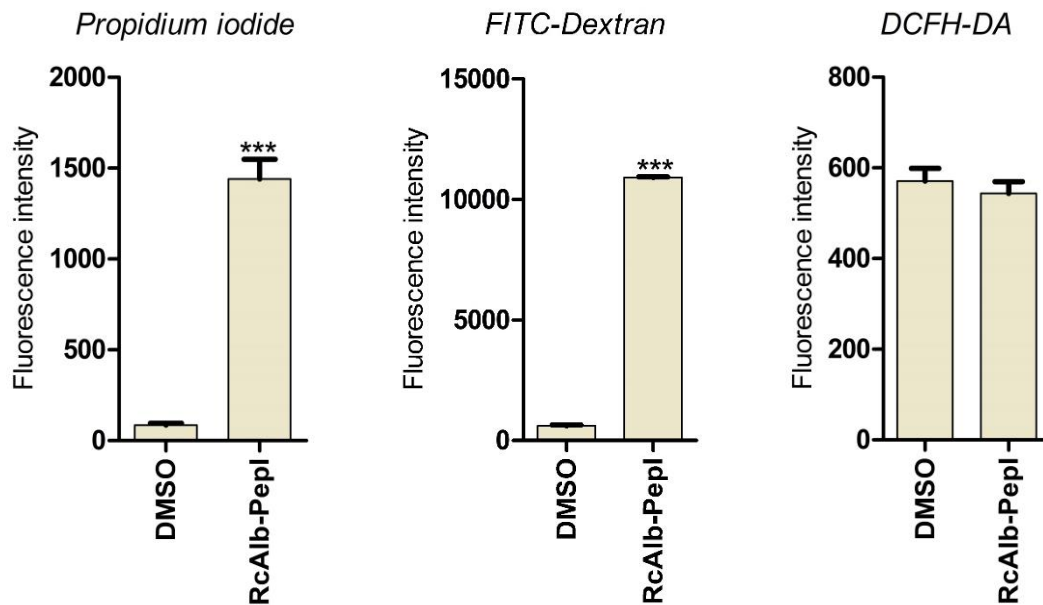 Propidium iodide
Fluorescence intensity
2000
1500
1000
500
0
***
DMSO
RcAlb-PepI
FITC-Dextran
Fluorescence intensity
15000
10000
5000
0
***
DMSO
RcAlb-PepI
DCFH-DA
Fluorescence intensity
800
600
400
200
0
DMSO
RcAlb-PepI